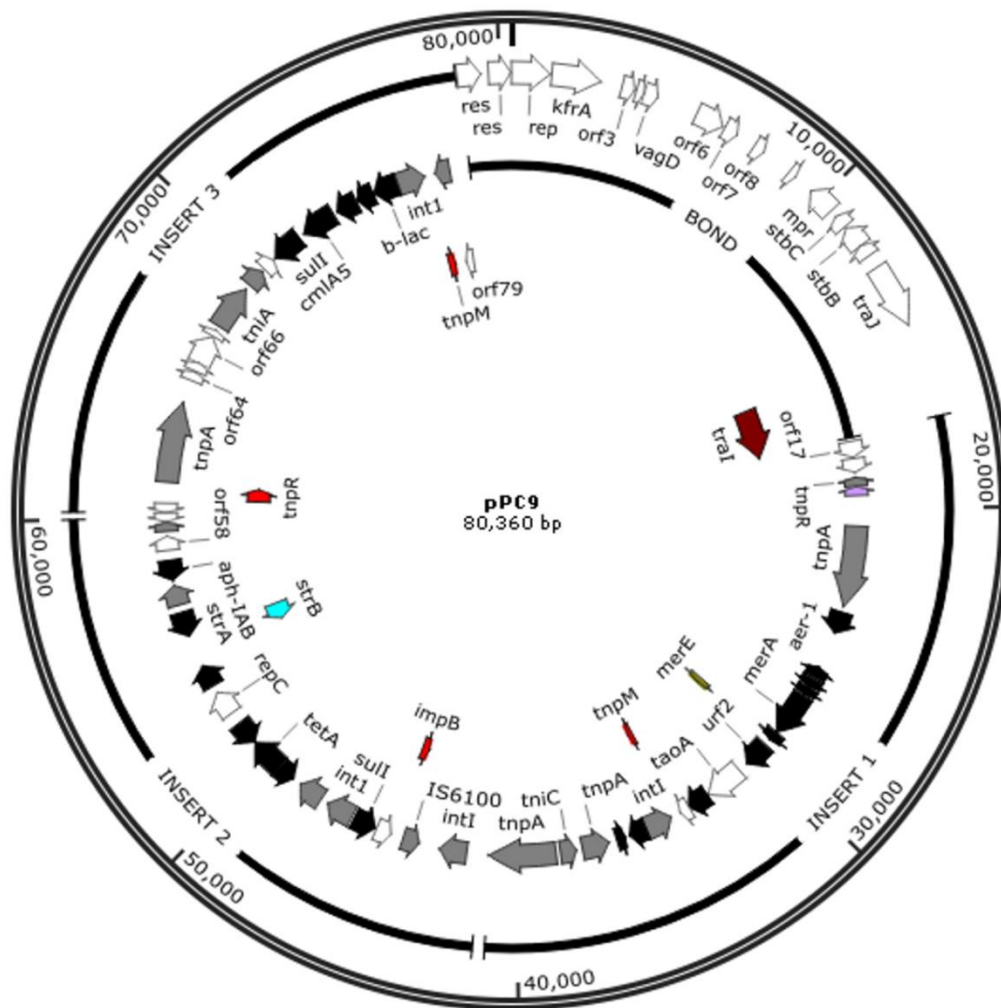 80,000
res
res
rep
kfrA
orf3
vagD
orf6
orf7
orf8
10,000
mpr
stbC
stbB
traJ
BOND
traI
orf17
tnpR
20,000
tnpA
aer-1
merA
merE
urf2
taoA
INSERT 1
30,000
tnpM
intI
tnpA
tniC
tnpA
40,000
intI
IS6100
impB
sulI
int1
tetA
50,000
INSERT 2
repC
strA
strB
aph-IAB
orf58
60,000
tnpR
tnpA
orf64
orf66
tniA
70,000
INSERT 3
sulI
cmlA5
b-lac
int1
tnpM
orf79
pPC9
80,360 bp